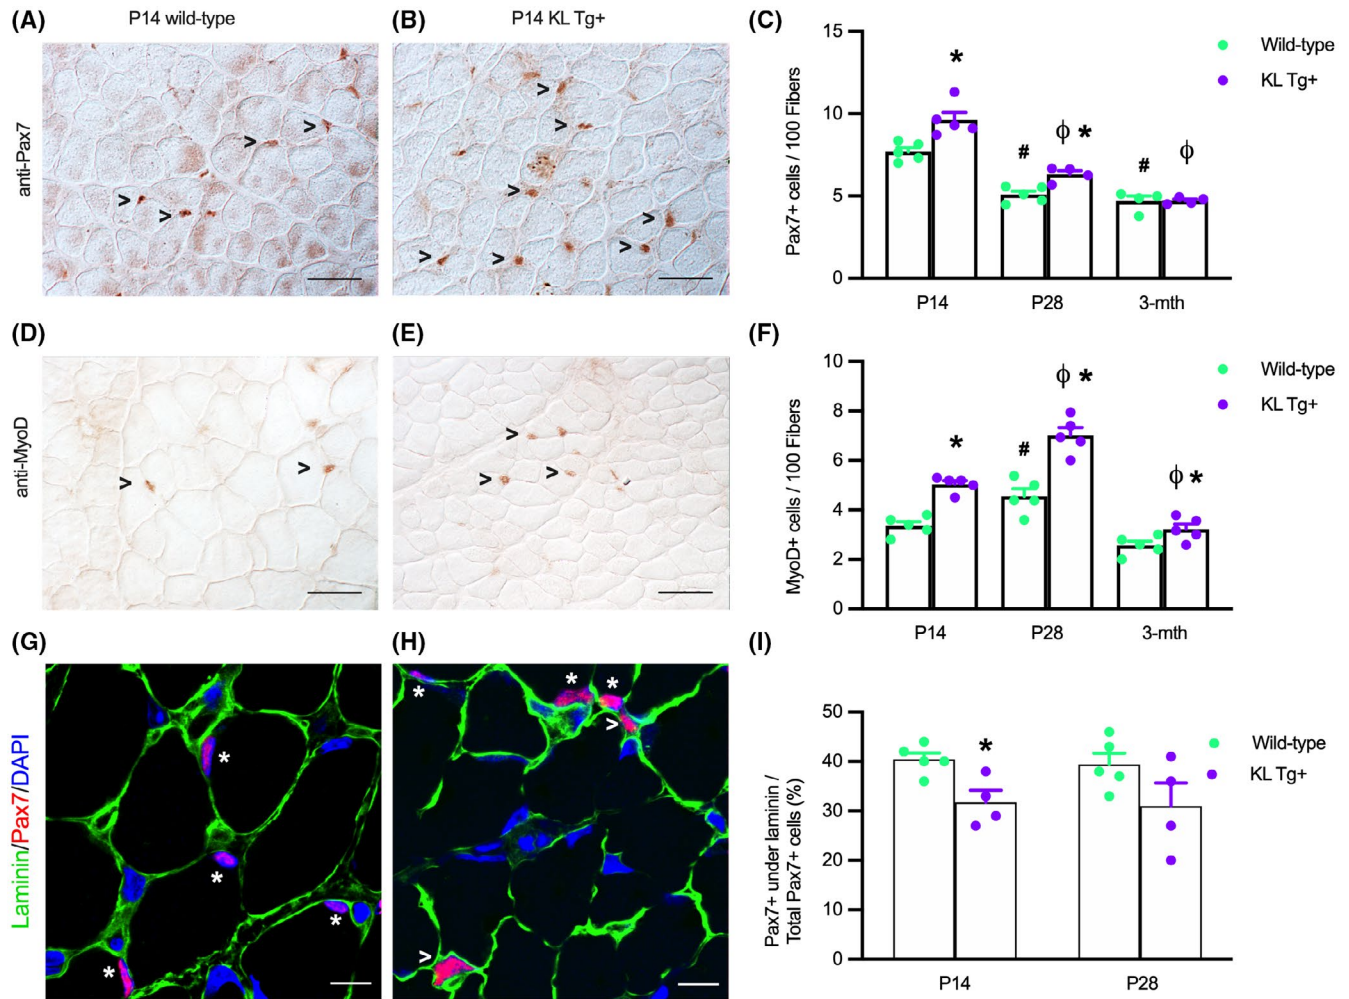 (A) P14 wild-type
(B) P14 KL Tg+
anti-Pax7
> > > >
> > > > > > >
(C)
Pax7+ cells / 100 Fibers
15
10
5
0
* # ϕ * # ϕ
P14 P28 3-mth
Wild-type
KL Tg+
(D)
(E)
anti-MyoD
> >
> > >
(F)
MyoD+ cells / 100 Fibers
10
8
6
4
2
0
* # ϕ * ϕ *
P14 P28 3-mth
Wild-type
KL Tg+
(G)
(H)
Laminin/Pax7/DAPI
* * * *
* * * > >
(I)
Pax7+ under laminin /
Total Pax7+ cells (%)
50
40
30
20
10
0
*
P14 P28
Wild-type
KL Tg+